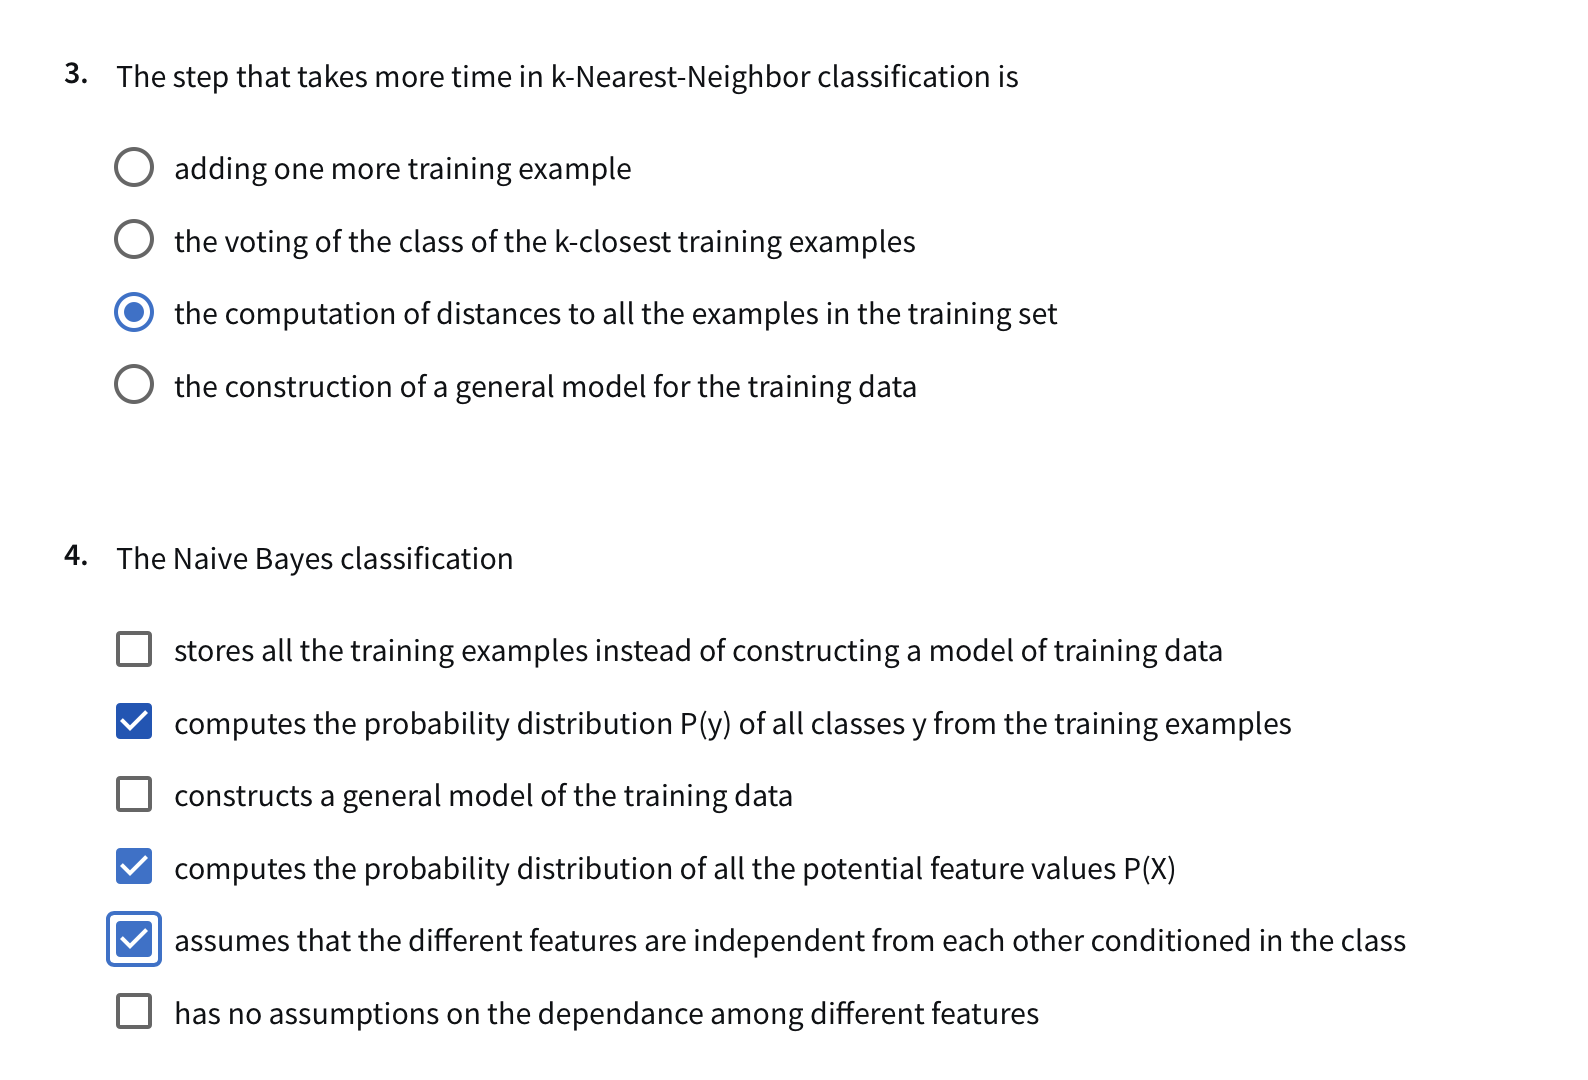 3. The step that takes more time in k-Nearest-Neighbor classification is
adding one more training example
the voting of the class of the k-closest training examples
the computation of distances to all the examples in the training set
the construction of a general model for the training data
4. The Naive Bayes classification
stores all the training examples instead of constructing a model of training data
computes the probability distribution P(y) of all classes y from the training examples
constructs a general model of the training data
computes the probability distribution of all the potential feature values P(X)
assumes that the different features are independent from each other conditioned in the class
has no assumptions on the dependance among different features